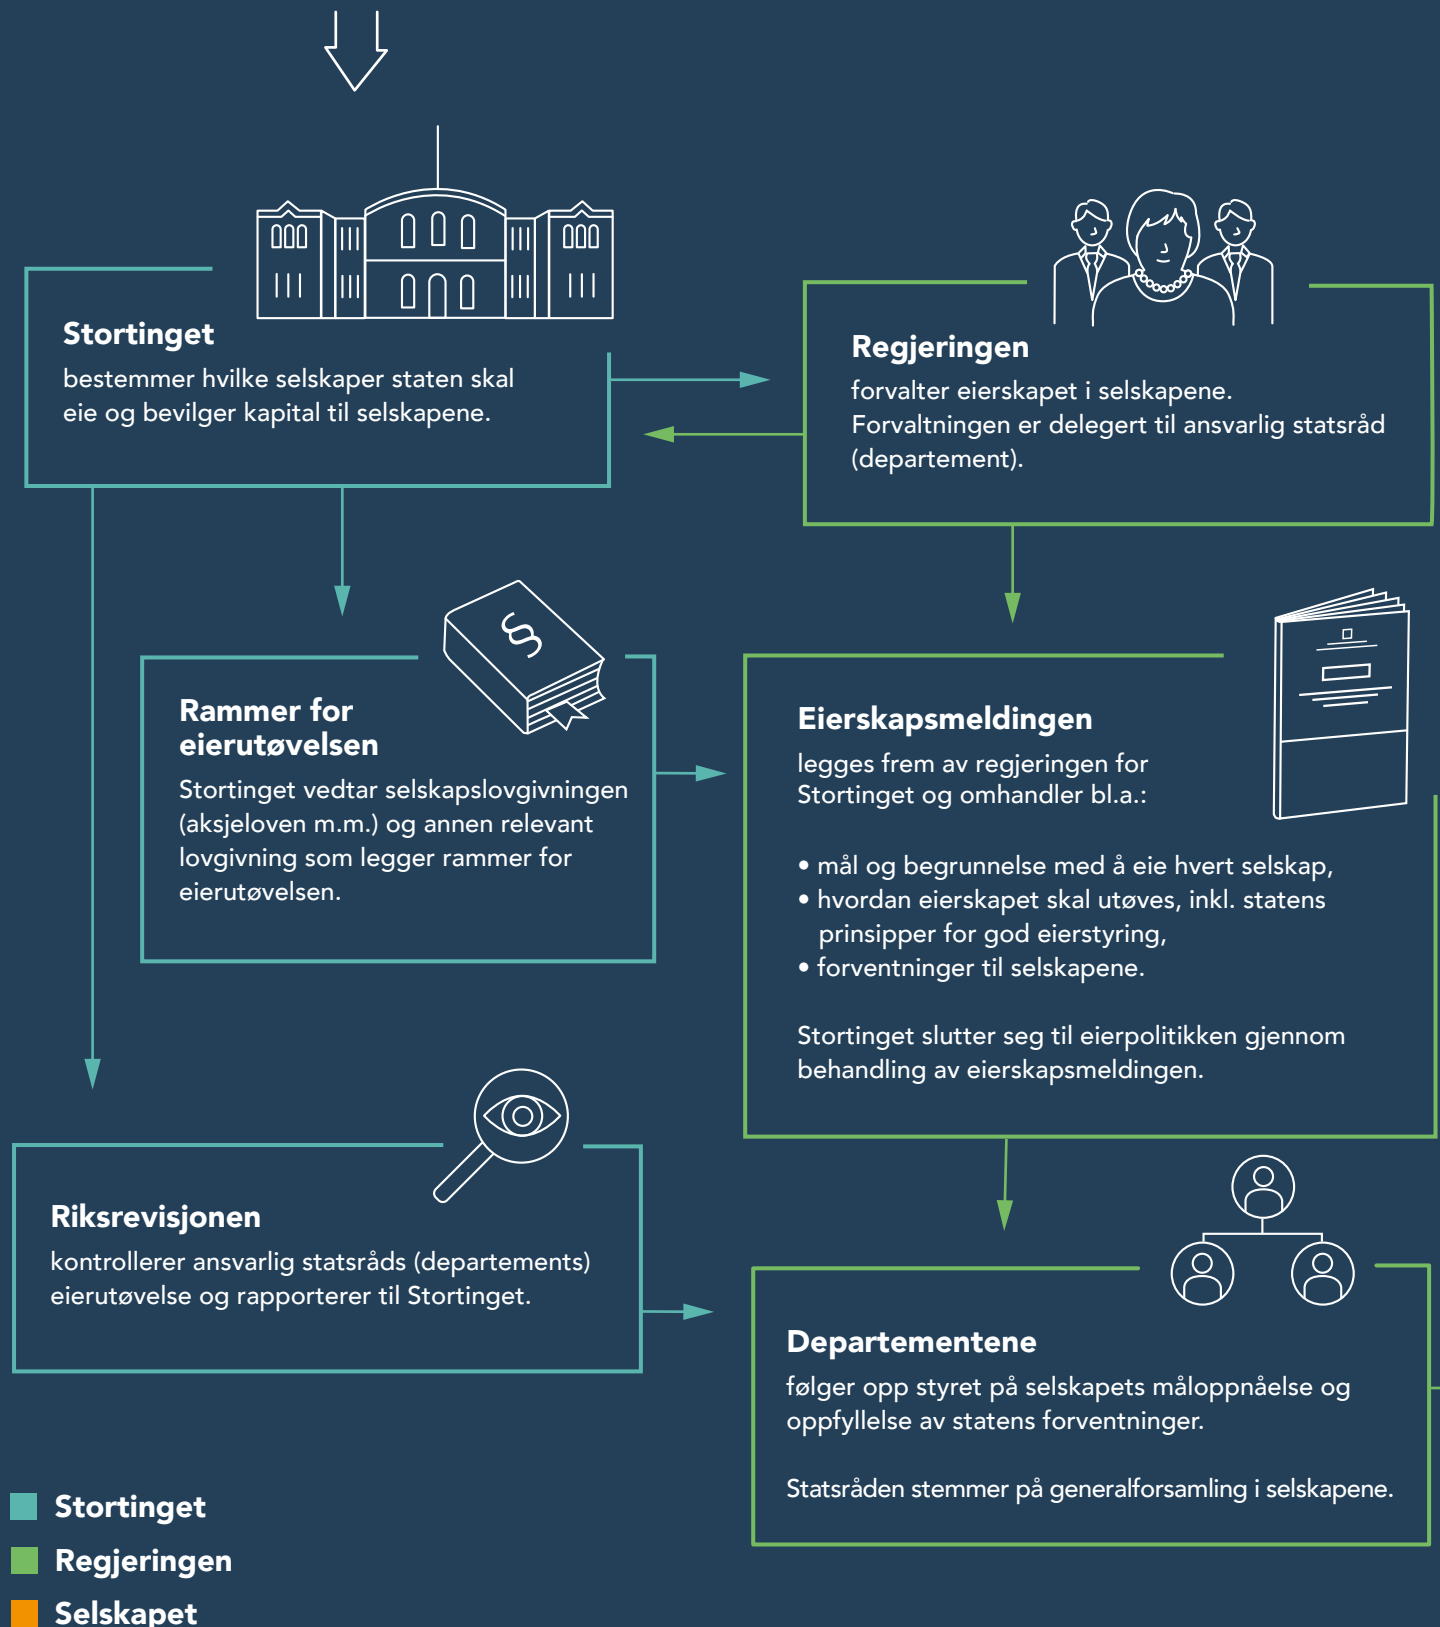 Stortinget
bestemmer hvilke selskaper staten skal
eie og bevilger kapital til selskapene.
Regjeringen
forvalter eierskapet i selskapene.
Forvaltningen er delegert til ansvarlig statsråd
(departement).
§
Rammer for
eierutøvelsen
Stortinget vedtar selskapslovgivningen
(aksjeloven m.m.) og annen relevant
lovgivning som legger rammer for
eierutøvelsen.
Eierskapsmeldingen
legges frem av regjeringen for
Stortinget og omhandler bl.a.:
• mål og begrunnelse med å eie hvert selskap,
• hvordan eierskapet skal utøves, inkl. statens
prinsipper for god eierstyring,
• forventninger til selskapene.
Stortinget slutter seg til eierpolitikken gjennom
behandling av eierskapsmeldingen.
Riksrevisjonen
kontrollerer ansvarlig statsråds (departements)
eierutøvelse og rapporterer til Stortinget.
Departementene
følger opp styret på selskapets måloppnåelse og
oppfyllelse av statens forventninger.
Statsråden stemmer på generalforsamling i selskapene.
Stortinget
Regjeringen
Selskapet